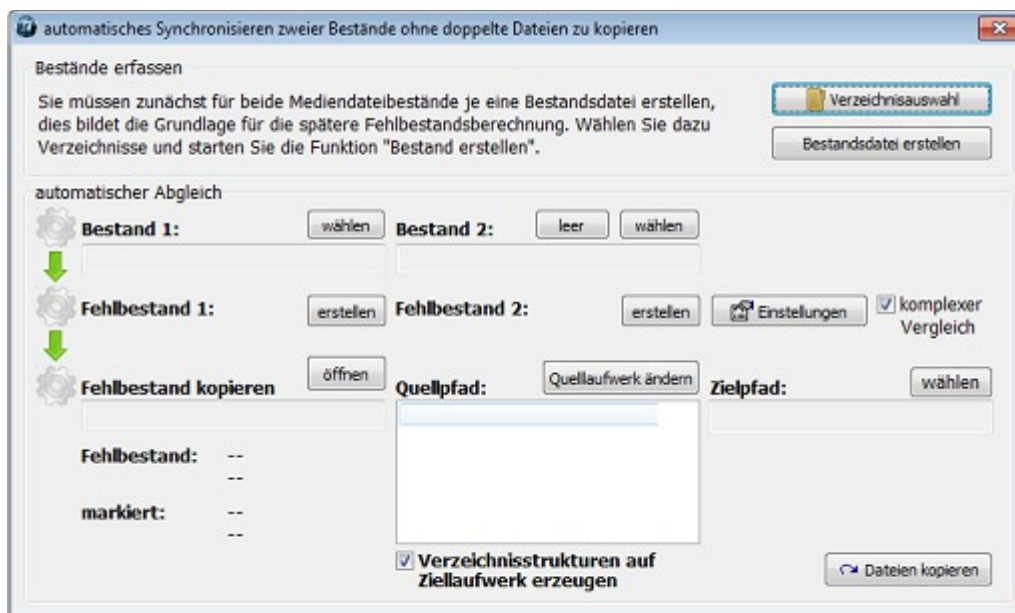 automatisches Synchronisieren zweier Bestände ohne doppelte Dateien zu kopieren
Bestände erfassen
Sie müssen zunächst für beide Mediendateibestände je eine Bestandsdatei erstellen,
dies bildet die Grundlage für die spätere Fehlbestandsberechnung. Wählen Sie dazu
Verzeichnisse und starten Sie die Funktion "Bestand erstellen".
Verzeichnisauswahl
Bestandsdatei erstellen
automatischer Abgleich
Bestand 1:
wählen
Bestand 2:
leer
wählen
Fehlbestand 1:
erstellen
Fehlbestand 2:
erstellen
Einstellungen
komplexer
Vergleich
Fehlbestand kopieren
öffnen
Quellpfad:
Quellaufwerk ändern
Zielpfad:
wählen
Fehlbestand:
--
--
markiert:
--
--
Verzeichnisstrukturen auf
Ziellaufwerk erzeugen
Dateien kopieren